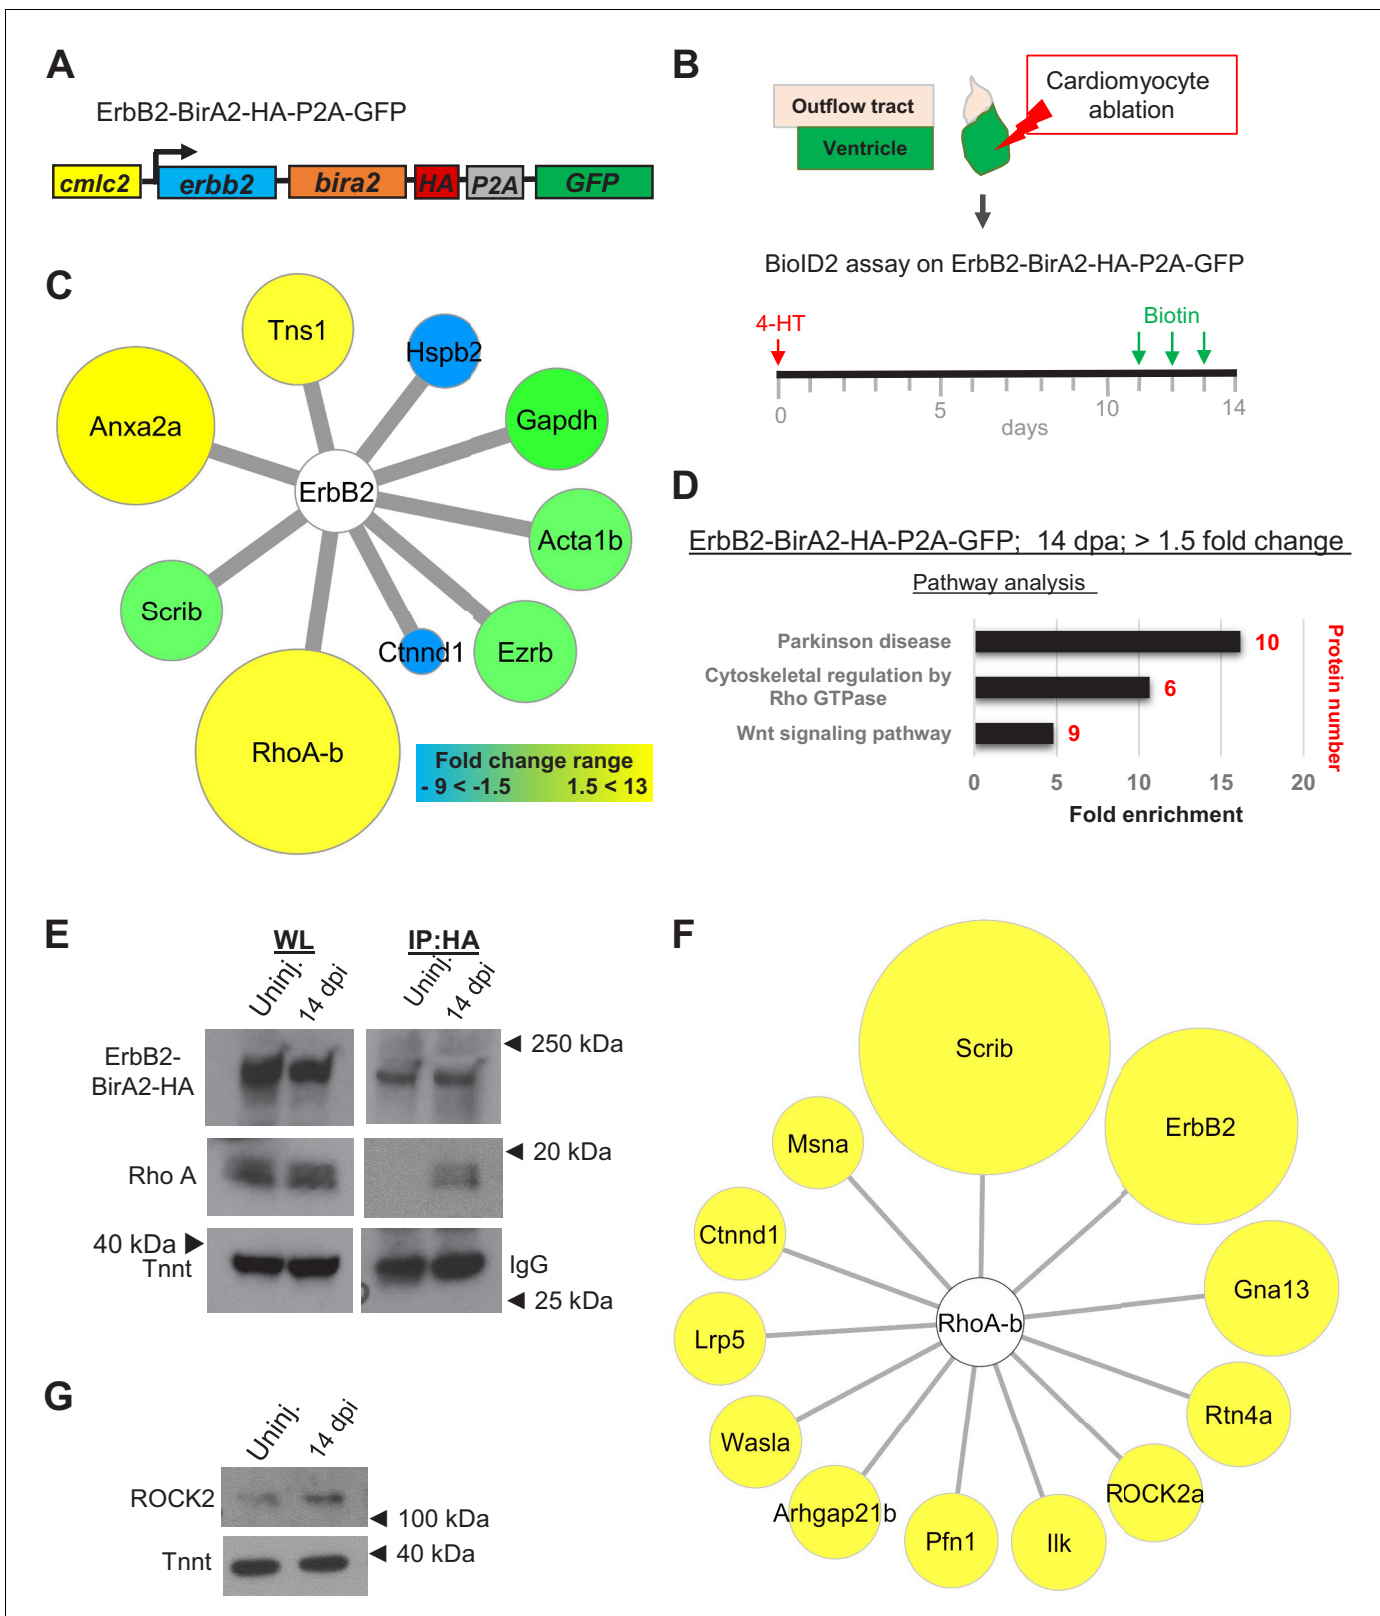 A
ErbB2-BirA2-HA-P2A-GFP
cmlc2 erbb2 bira2 HA P2A GFP
B
Outflow tract
Ventricle
Cardiomyocyte
ablation
BioID2 assay on ErbB2-BirA2-HA-P2A-GFP
4-HT
Biotin
0 5 10 14
days
C
Tns1
Hspb2
Anxa2a
Gapdh
ErbB2
Acta1b
Scrib
Ctnnd1
Ezrb
RhoA-b
Fold change range
- 9 < -1.5 1.5 < 13
D
ErbB2-BirA2-HA-P2A-GFP; 14 dpa; > 1.5 fold change
Pathway analysis
Parkinson disease
10
Cytoskeletal regulation by
Rho GTPase
6
Wnt signaling pathway
9
Protein number
0 5 10 15 20
Fold enrichment
E
WL IP:HA
Uninj. 14 dpi Uninj. 14 dpi
ErbB2-
BirA2-HA
250 kDa
Rho A
20 kDa
40 kDa
Tnnt
IgG
25 kDa
F
Scrib
ErbB2
Msna
Ctnnd1
Gna13
RhoA-b
Lrp5
Rtn4a
Wasla
ROCK2a
Arhgap21b
Pfn1
Ilk
G
Uninj. 14 dpi
ROCK2
100 kDa
Tnnt
40 kDa